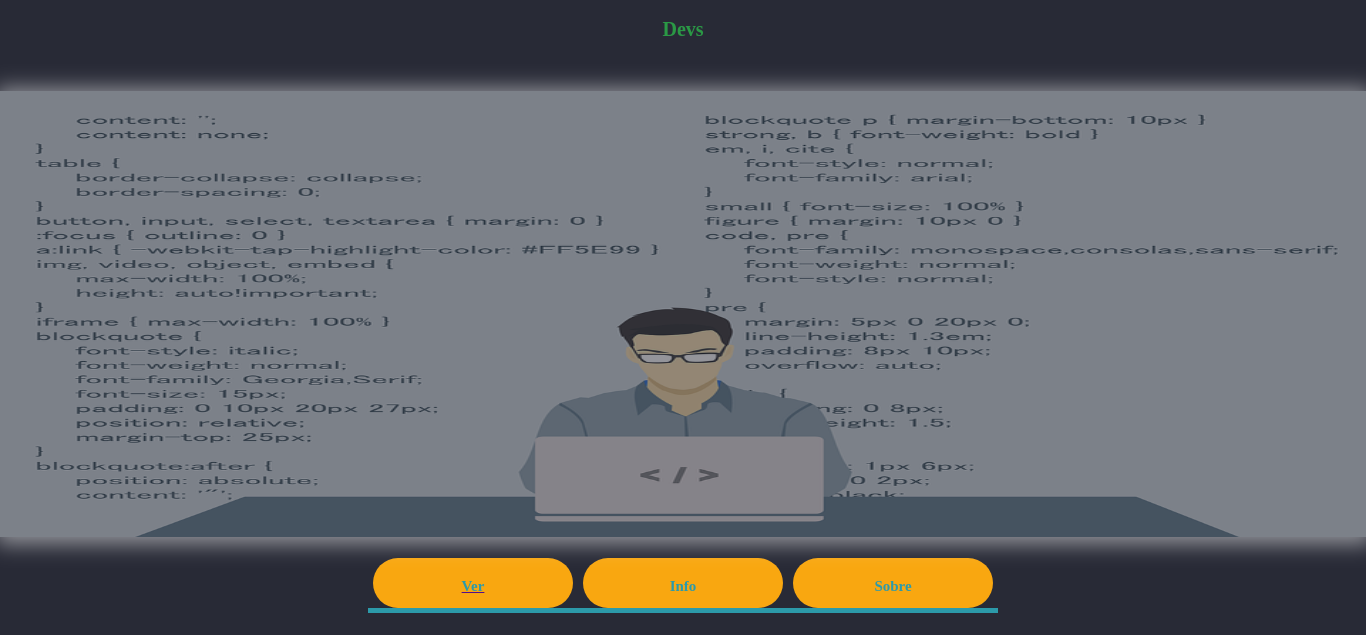 Devs
content: '';
content: none;
}
table {
border-collapse: collapse;
border-spacing: 0;
}
button, input, select, textarea { margin: 0 }
:focus { outline: 0 }
a:link { -webkit-tap-highlight-color: #FF5E99 }
img, video, object, embed {
max-width: 100%;
height: auto!important;
}
iframe { max-width: 100% }
blockquote {
font-style: italic;
font-weight: normal;
font-family: Georgia,Serif;
font-size: 15px;
padding: 0 10px 20px 27px;
position: relative;
margin-top: 25px;
}
blockquote:after {
position: absolute;
content: '"';
blockquote p { margin-bottom: 10px }
strong, b { font-weight: bold }
em, i, cite {
font-style: normal;
font-family: arial;
}
small { font-size: 100% }
figure { margin: 10px 0 }
code, pre {
font-family: monospace,consolas,sans-serif;
font-weight: normal;
font-style: normal;
}
pre {
margin: 5px 0 20px 0;
line-height: 1.3em;
padding: 8px 10px;
overflow: auto;
{
ng: 0 8px;
eight: 1.5;
: 1px 6px;
0 2px;
black;
</>
Ver
Info
Sobre